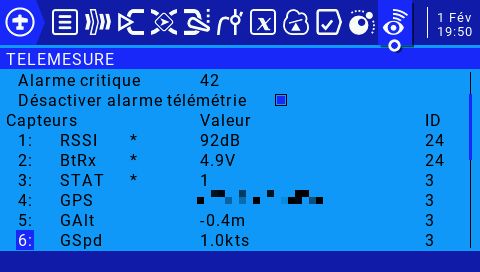 1 Fév
19:50
TELEMESURE
Alarme critique 42
Désactiver alarme télémétrie
Capteurs Valeur ID
1: RSSI * 92dB 24
2: BtRx * 4.9V 24
3: STAT * 1 3
4: GPS 3
5: GAlt -0.4m 3
6: GSpd 1.0kts 3